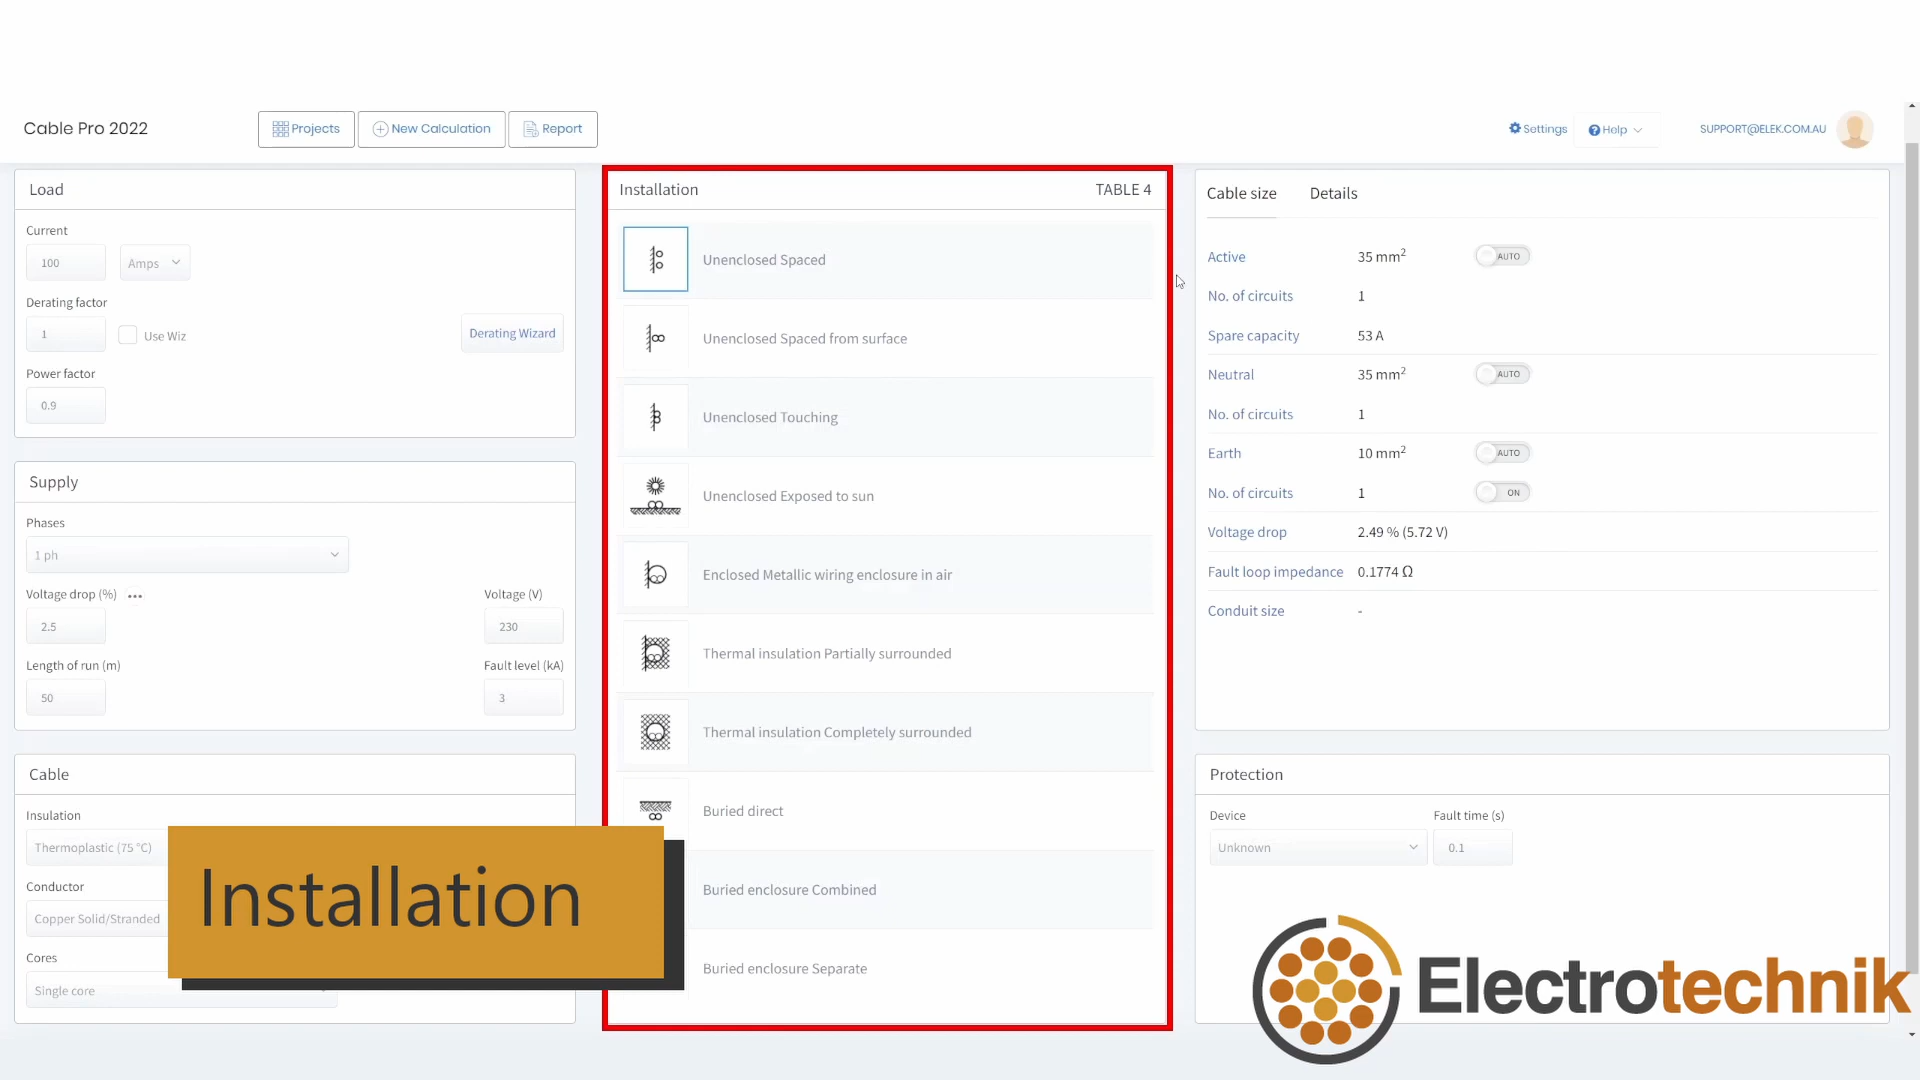 Cable Pro 2022
Projects
New Calculation
Report
Settings
Help
SUPPORT@ELEK.COM.AU
Load
Current
100
Amps
Derating factor
1
Use Wiz
Derating Wizard
Power factor
0.9
Supply
Phases
1 ph
Voltage drop (%) •••
Voltage (V)
2.5
230
Length of run (m)
Fault level (kA)
50
3
Cable
Insulation
Thermoplastic (75 °C)
Conductor
Copper Solid/Stranded
Cores
Single core
Installation
Installation
TABLE 4
Unenclosed Spaced
Unenclosed Spaced from surface
Unenclosed Touching
Unenclosed Exposed to sun
Enclosed Metallic wiring enclosure in air
Thermal insulation Partially surrounded
Thermal insulation Completely surrounded
Buried direct
Buried enclosure Combined
Buried enclosure Separate
Cable size
Details
Active 35 mm² AUTO
No. of circuits 1
Spare capacity 53 A
Neutral 35 mm² AUTO
No. of circuits 1
Earth 10 mm² AUTO
No. of circuits 1 ON
Voltage drop 2.49 % (5.72 V)
Fault loop impedance 0.1774 Ω
Conduit size -
Protection
Device
Fault time (s)
Unknown
0.1
Electrotechnik